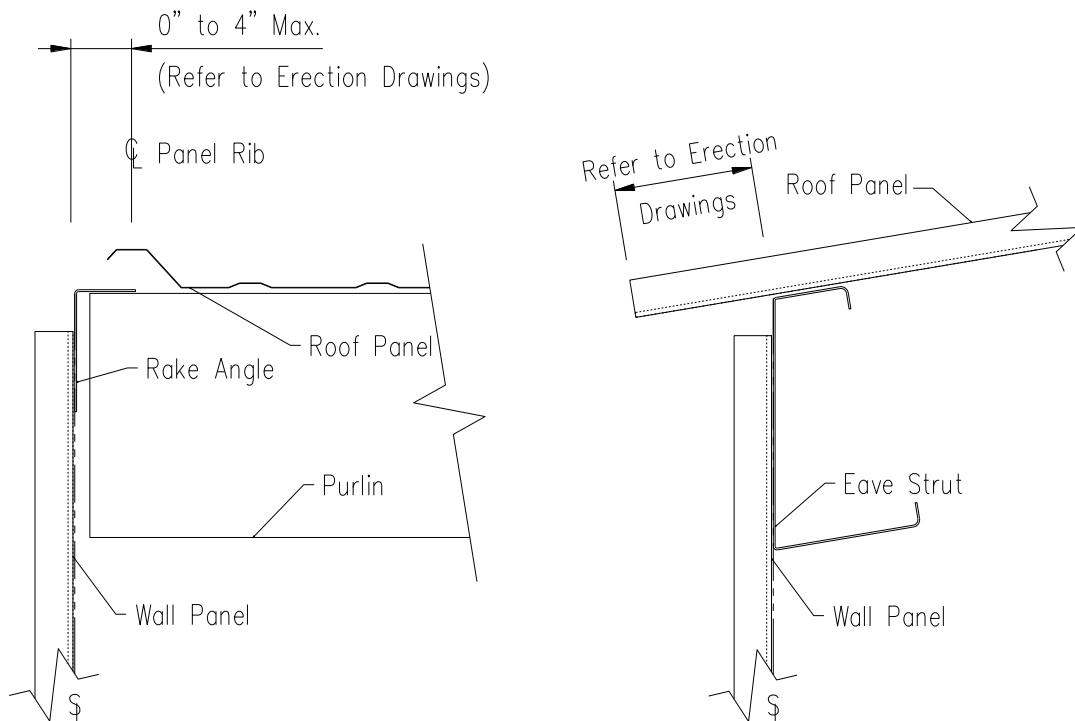 0” to 4” Max.
(Refer to Erection Drawings)
℄ Panel Rib
Roof Panel
Rake Angle
Purlin
Wall Panel
Refer to Erection
Drawings
Roof Panel
Eave Strut
Wall Panel